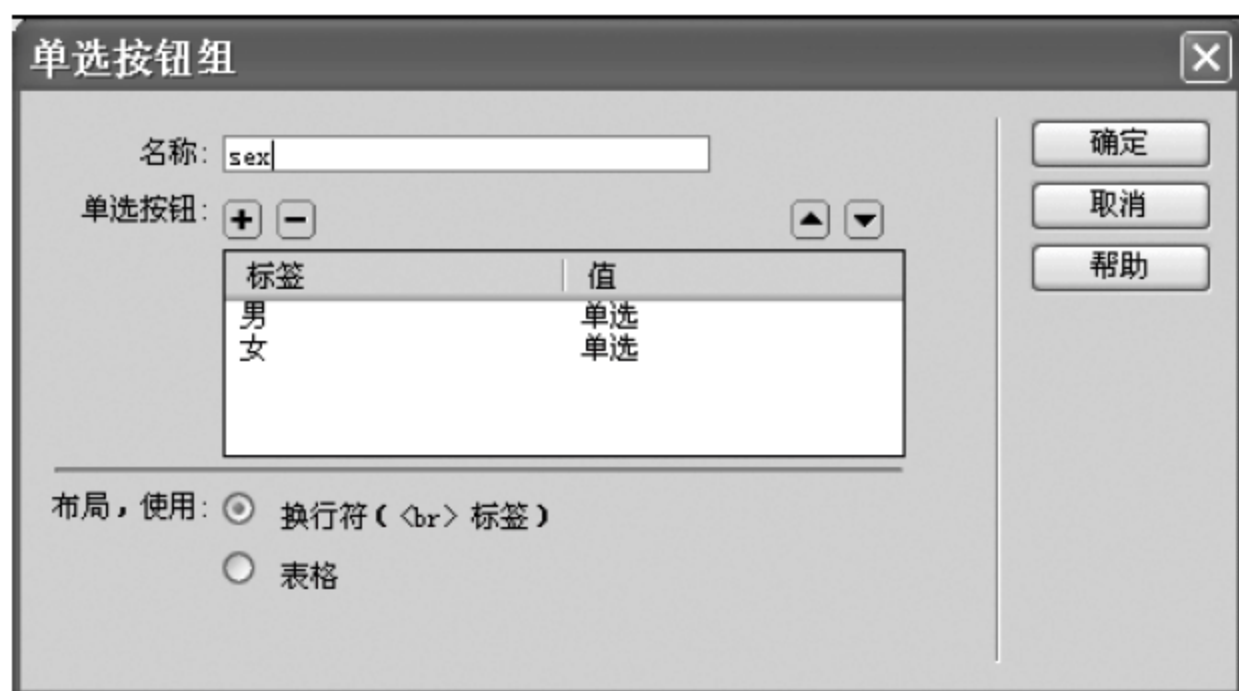 单选按钮组
名称: sex
确定
单选按钮:
取消
帮助
标签 值
男 单选
女 单选
布局，使用: 换行符（<br> 标签）
表格